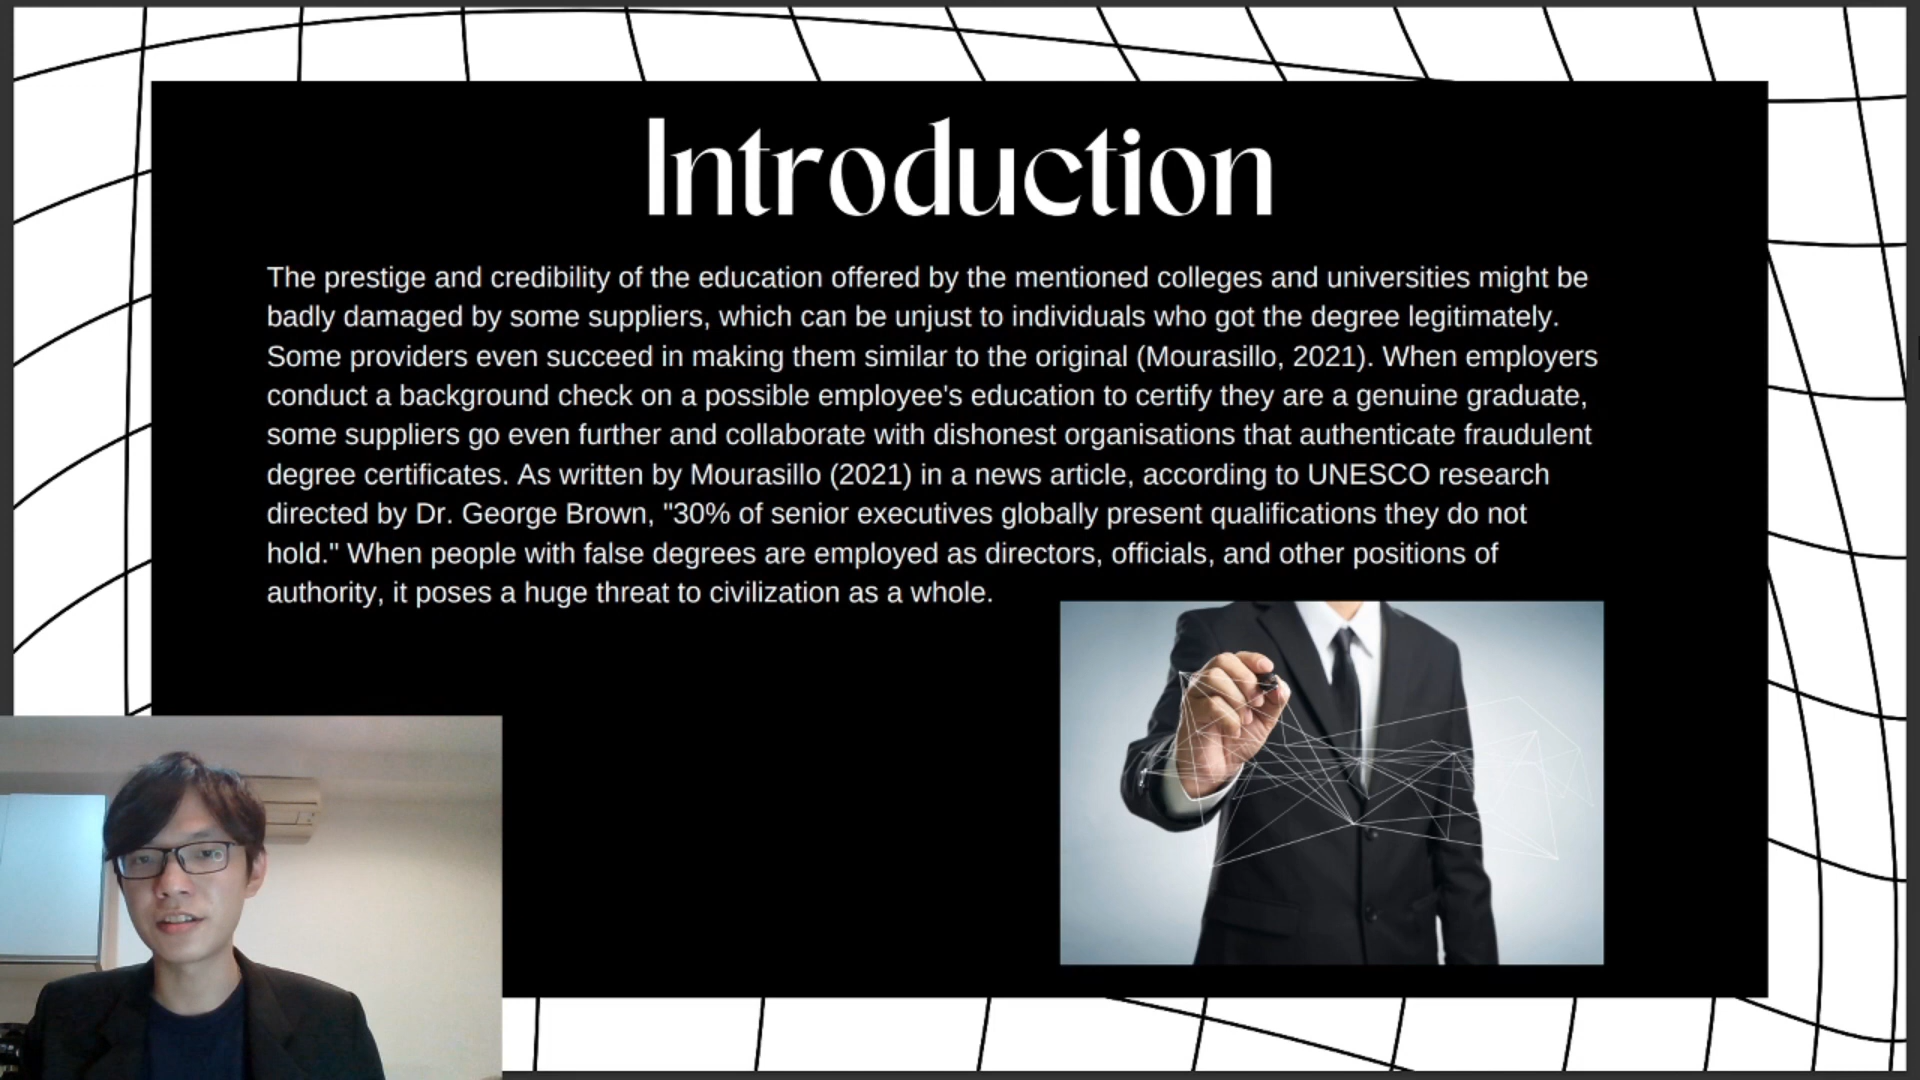 Introduction
The prestige and credibility of the education offered by the mentioned colleges and universities might be
badly damaged by some suppliers, which can be unjust to individuals who got the degree legitimately.
Some providers even succeed in making them similar to the original (Mourasillo, 2021). When employers
conduct a background check on a possible employee's education to certify they are a genuine graduate,
some suppliers go even further and collaborate with dishonest organisations that authenticate fraudulent
degree certificates. As written by Mourasillo (2021) in a news article, according to UNESCO research
directed by Dr. George Brown, "30% of senior executives globally present qualifications they do not
hold." When people with false degrees are employed as directors, officials, and other positions of
authority, it poses a huge threat to civilization as a whole.